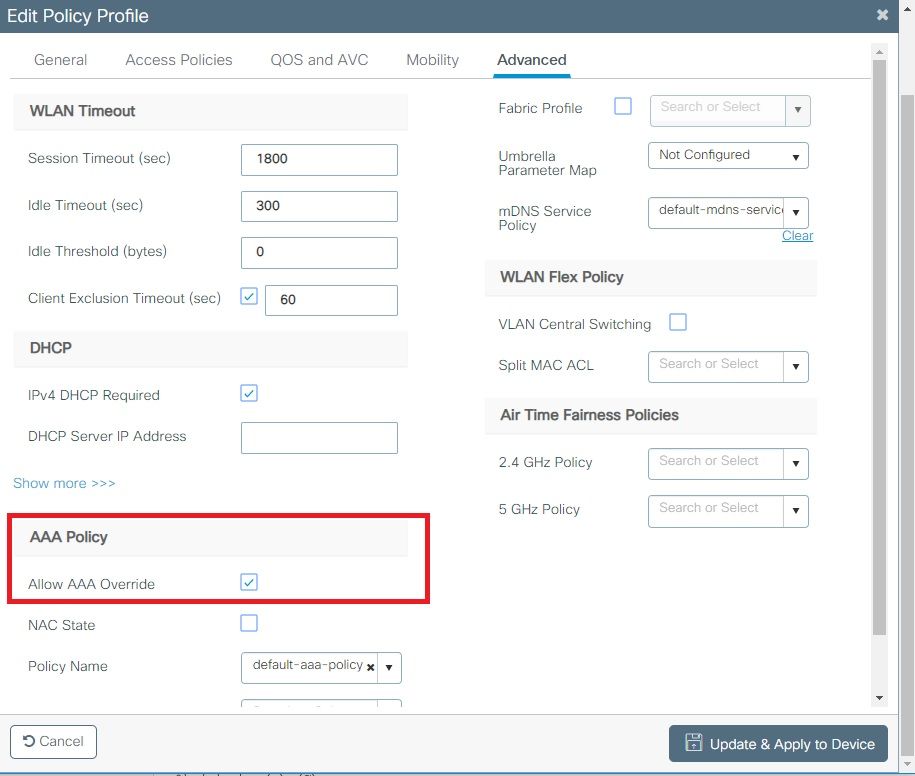 Edit Policy Profile
General
Access Policies
QOS and AVC
Mobility
Advanced
WLAN Timeout
Session Timeout (sec)
1800
Idle Timeout (sec)
300
Idle Threshold (bytes)
0
Client Exclusion Timeout (sec)
60
DHCP
IPv4 DHCP Required
DHCP Server IP Address
Show more >>>
AAA Policy
Allow AAA Override
NAC State
Policy Name
default-aaa-policy
Fabric Profile
Search or Select
Umbrella
Parameter Map
Not Configured
mDNS Service
Policy
default-mdns-servic
Clear
WLAN Flex Policy
VLAN Central Switching
Split MAC ACL
Search or Select
Air Time Fairness Policies
2.4 GHz Policy
Search or Select
5 GHz Policy
Search or Select
Cancel
Update & Apply to Device